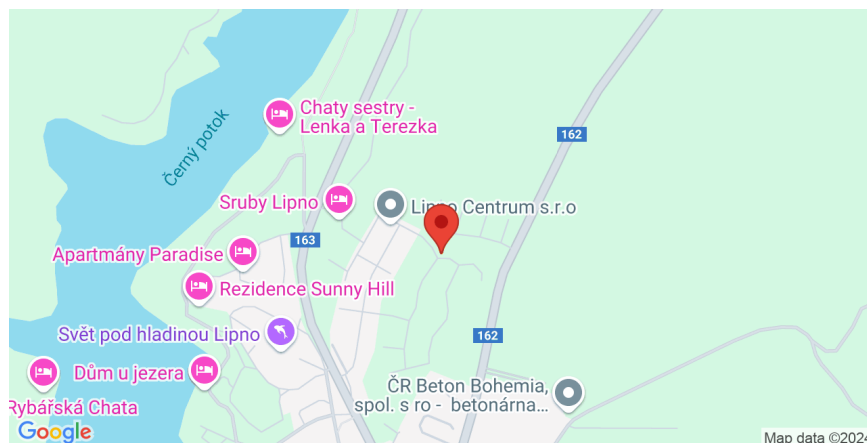 Chaty sestry -
Lenka a Terezka
Černý potok
162
Sruby Lipno
Lipno Centrum s.r.o
163
Apartmány Paradise
Rezidence Sunny Hill
Svět pod hladinou Lipno
162
Dům u jezera
Rybářská Chata
ČR Beton Bohemia,
spol. s ro - betonárna...
Google
Map data ©2024